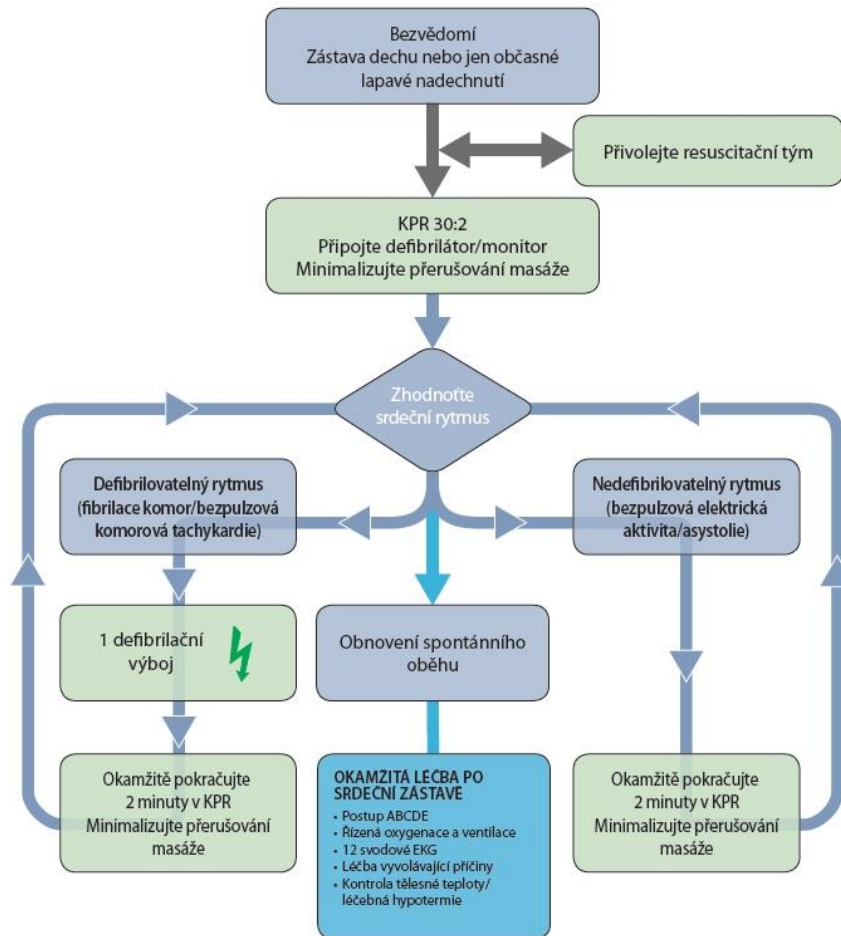 Bezvědomí
Zástava dechu nebo jen občasné
lapavé nadechnutí
Přivolejte resuscitační tým
KPR 30:2
Připojte defibrilátor/monitor
Minimalizujte přerušování masáže
Zhodnoťte
srdeční rytmus
Defibrilovatelný rytmus
(fibrilace komor/bezpulzová
komorová tachykardie)
Nedefibrilovatelný rytmus
(bezpulzová elektrická
aktivita/asystolie)
1 defibrilační
výboj
Obnovení spontánního
oběhu
Okamžitě pokračujte
2 minuty v KPR
Minimalizujte přerušování
masáže
OKAMŽITÁ LÉČBA PO
SRDEČNÍ ZÁSTAVĚ
• Postup ABCDE
• Řízená oxygenace a ventilace
• 12 svodové EKG
• Léčba vyvolávající příčiny
• Kontrola tělesné teploty/
léčebná hypotermie
Okamžitě pokračujte
2 minuty v KPR
Minimalizujte přerušování
masáže